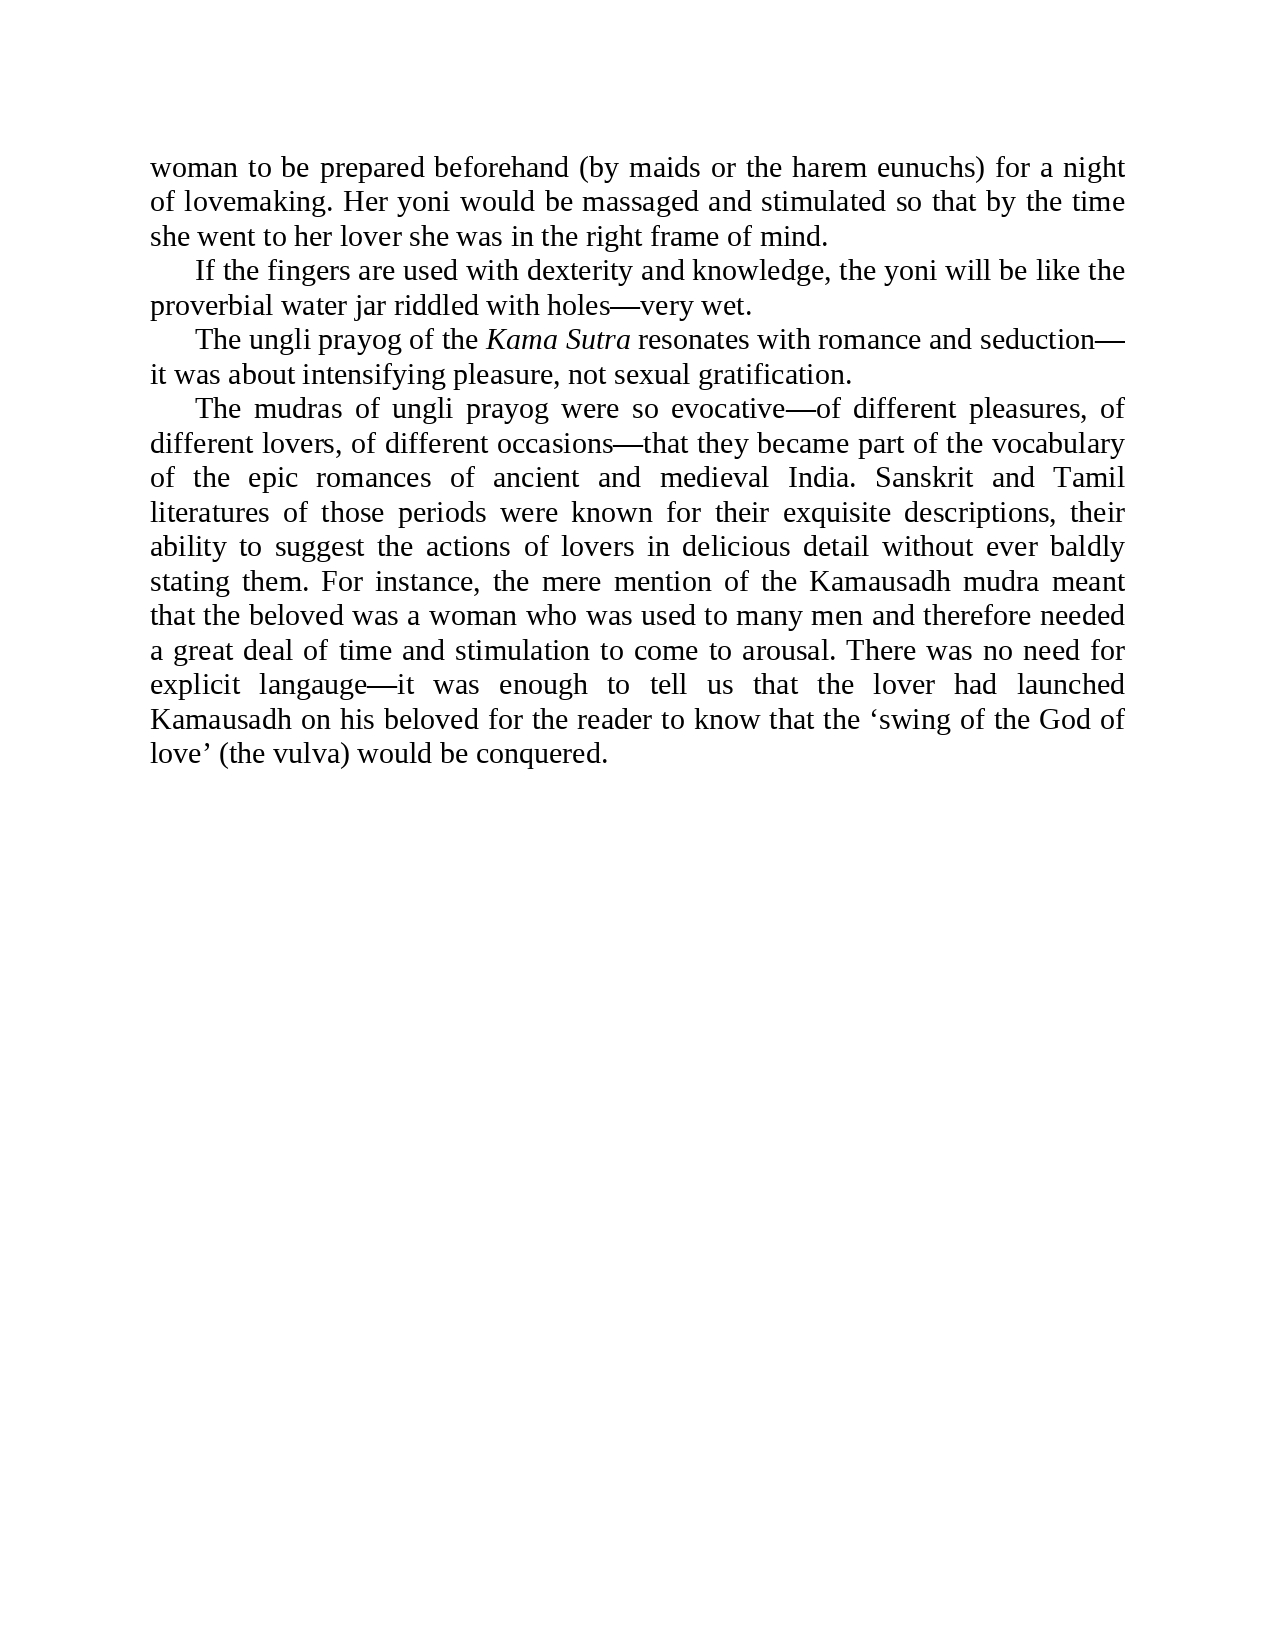 woman to be prepared beforehand (by maids or the harem eunuchs) for a night
of lovemaking. Her yoni would be massaged and stimulated so that by the time
she went to her lover she was in the right frame of mind.
If the fingers are used with dexterity and knowledge, the yoni will be like the
proverbial water jar riddled with holes—very wet.
The ungli prayog of the Kama Sutra resonates with romance and seduction—
it was about intensifying pleasure, not sexual gratification.
The mudras of ungli prayog were so evocative—of different pleasures, of
different lovers, of different occasions—that they became part of the vocabulary
of the epic romances of ancient and medieval India. Sanskrit and Tamil
literatures of those periods were known for their exquisite descriptions, their
ability to suggest the actions of lovers in delicious detail without ever baldly
stating them. For instance, the mere mention of the Kamausadh mudra meant
that the beloved was a woman who was used to many men and therefore needed
a great deal of time and stimulation to come to arousal. There was no need for
explicit langauge—it was enough to tell us that the lover had launched
Kamausadh on his beloved for the reader to know that the ‘swing of the God of
love’ (the vulva) would be conquered.